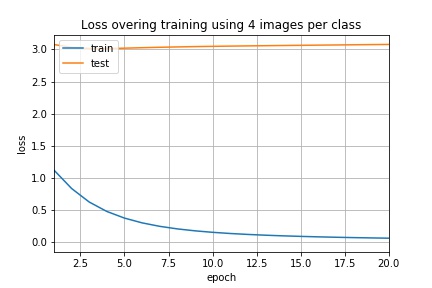 Loss overing training using 4 images per class
3.0
2.5
2.0
1.5
1.0
0.5
0.0
loss
train
test
2.5 5.0 7.5 10.0 12.5 15.0 17.5 20.0
epoch